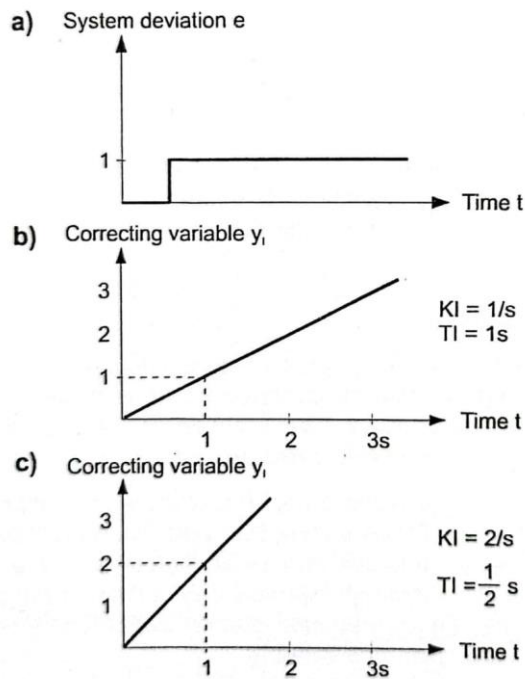 a) System deviation e
1
Time t
b) Correcting variable yI
3
2
1
KI = 1/s
TI = 1s
Time t
1 2 3s
c) Correcting variable yI
3
2
1
KI = 2/s
TI = 1/2 s
Time t
1 2 3s